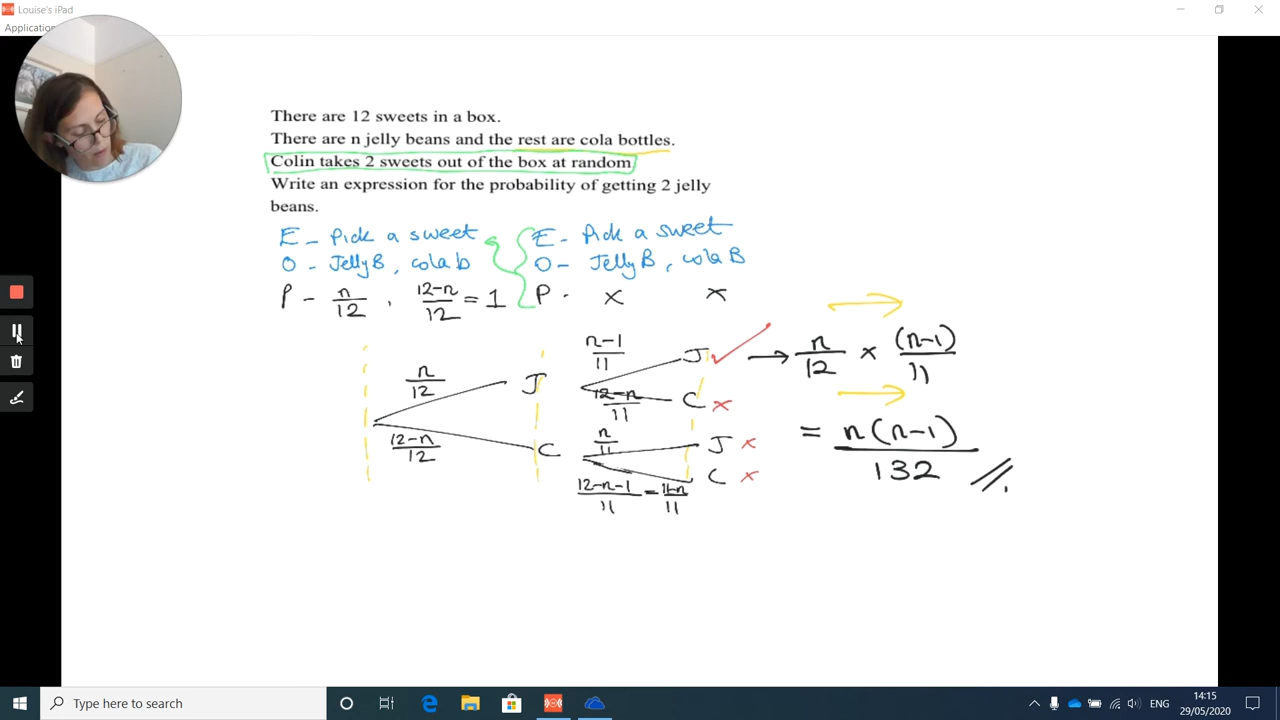 Louise's iPad
Application
There are 12 sweets in a box.
There are n jelly beans and the rest are cola bottles.
Colin takes 2 sweets out of the box at random
Write an expression for the probability of getting 2 jelly
beans.
E - Pick a sweet
O - JellyB, cola b
P - n/12 , 12-n/12 = 1
E - Pick a sweet
O - JellyB, cola B
P - x x
n/12 J
12-n/12 C
n-1/11 J ✓
12-n/11 C x
n/11 J x
12-n-1/11 = 11-n/11 C x
→ n/12 × (n-1)/11
= n(n-1)/132 //.
Type here to search
ENG
14:15
29/05/2020